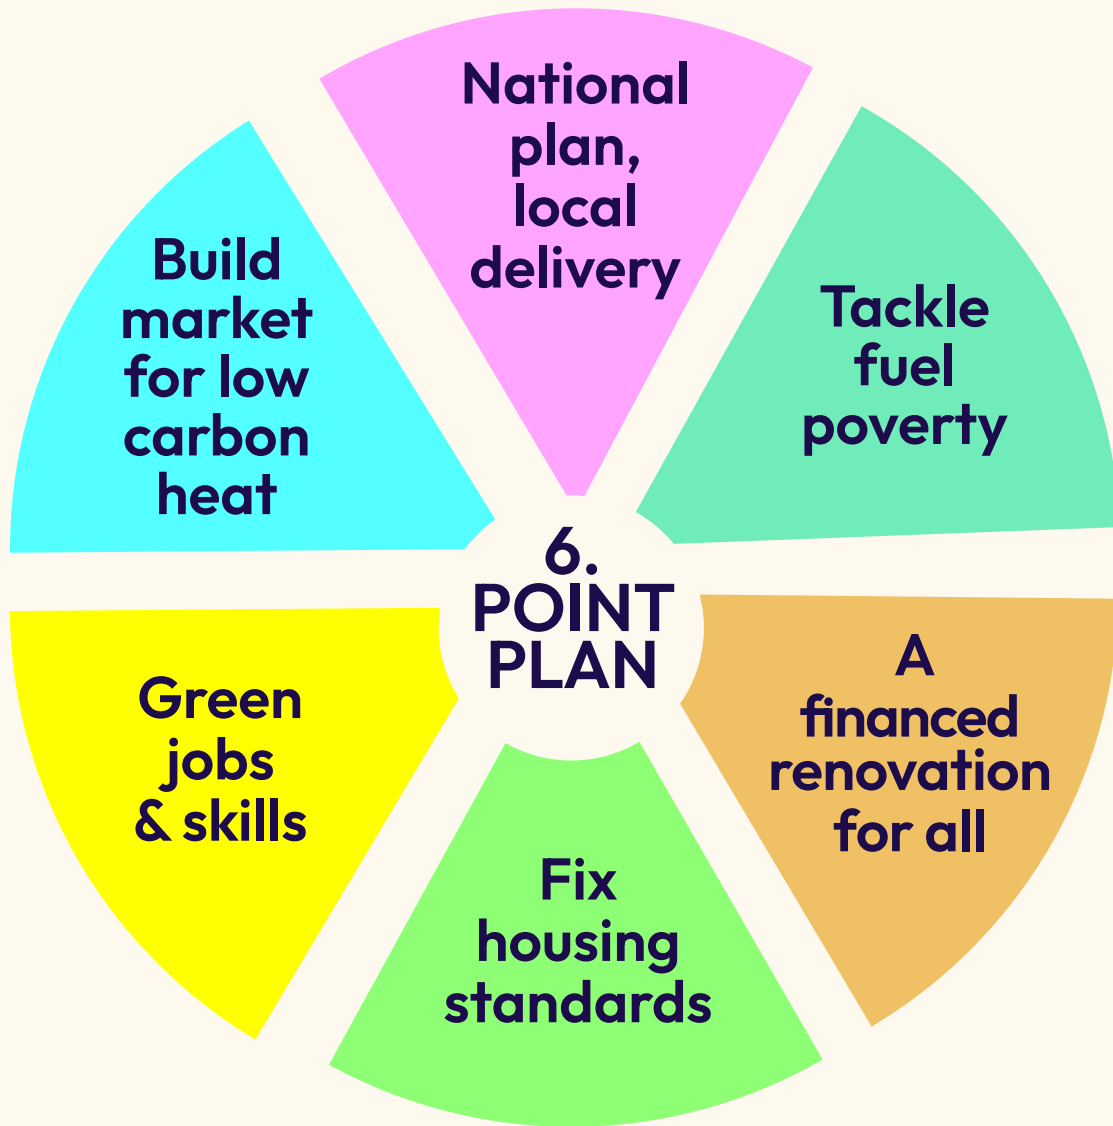 National
plan,
local
delivery
Tackle
fuel
poverty
A
financed
renovation
for all
Fix
housing
standards
Green
jobs
& skills
Build
market
for low
carbon
heat
6.
POINT
PLAN